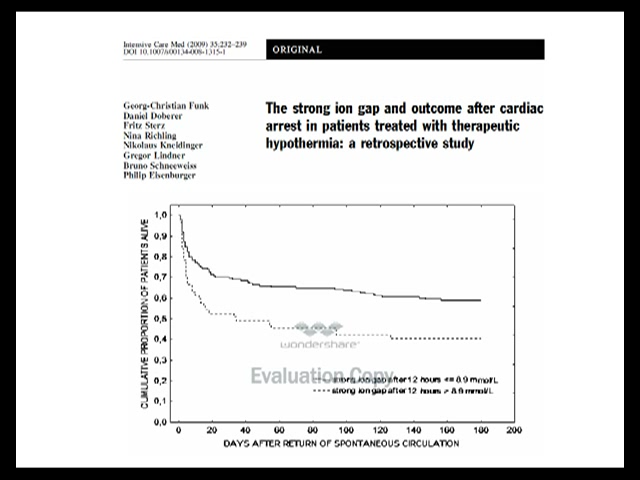 Intensive Care Med (2009) 35:232–239
DOI 10.1007/s00134-008-1315-1
ORIGINAL
Georg-Christian Funk
Daniel Doberer
Fritz Sterz
Nina Richling
Nikolaus Kneidinger
Gregor Lindner
Bruno Schneeweiss
Philip Eisenburger
The strong ion gap and outcome after cardiac
arrest in patients treated with therapeutic
hypothermia: a retrospective study
CUMULATIVE PROPORTION OF PATIENTS ALIVE
1,0
0,9
0,8
0,7
0,6
0,5
0,4
0,3
0,2
0,1
0,0
wondershare
Evaluation Copy
strong ion gap after 12 hours <= 8.9 mmol/L
strong ion gap after 12 hours > 8.9 mmol/L
0 20 40 60 80 100 120 140 160 180 200
DAYS AFTER RETURN OF SPONTANEOUS CIRCULATION